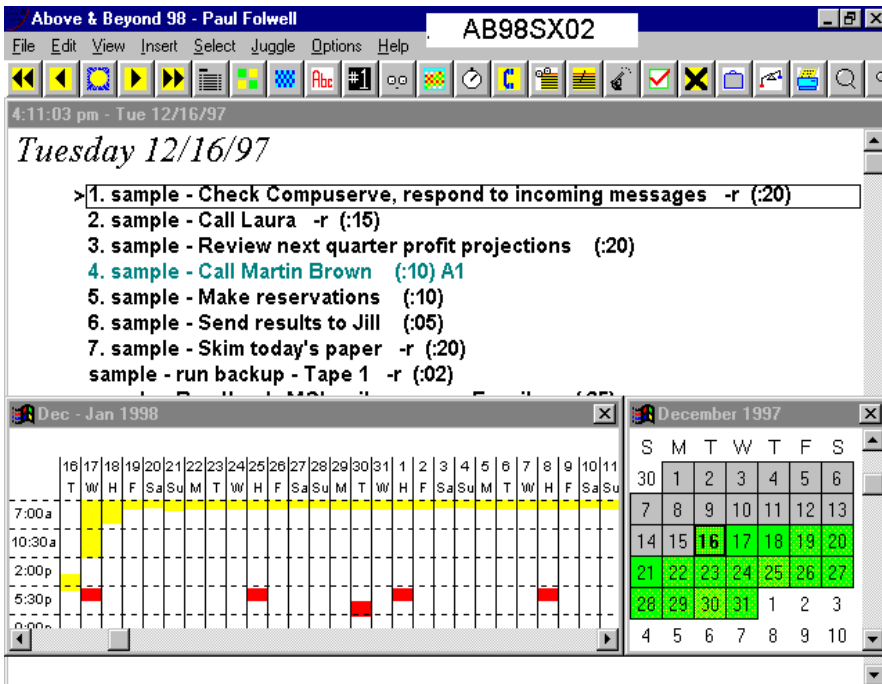 Above & Beyond 98 - Paul Folwell
. AB98SX02
File Edit View Insert Select Juggle Options Help
Abc #1
4:11:03 pm - Tue 12/16/97
Tuesday 12/16/97
>1. sample - Check Compuserve, respond to incoming messages -r (:20)
2. sample - Call Laura -r (:15)
3. sample - Review next quarter profit projections (:20)
4. sample - Call Martin Brown (:10) A1
5. sample - Make reservations (:10)
6. sample - Send results to Jill (:05)
7. sample - Skim today's paper -r (:20)
sample - run backup - Tape 1 -r (:02)
Dec - Jan 1998
16 17 18 19 20 21 22 23 24 25 26 27 28 29 30 31 1 2 3 4 5 6 7 8 9 10 11
T W H F Sa Su M T W H F Sa Su M T W H F Sa Su M T W H F Sa Su
7:00a
10:30a
2:00p
5:30p
December 1997
S M T W T F S
30 1 2 3 4 5 6
7 8 9 10 11 12 13
14 15 16 17 18 19 20
21 22 23 24 25 26 27
28 29 30 31 1 2 3
4 5 6 7 8 9 10